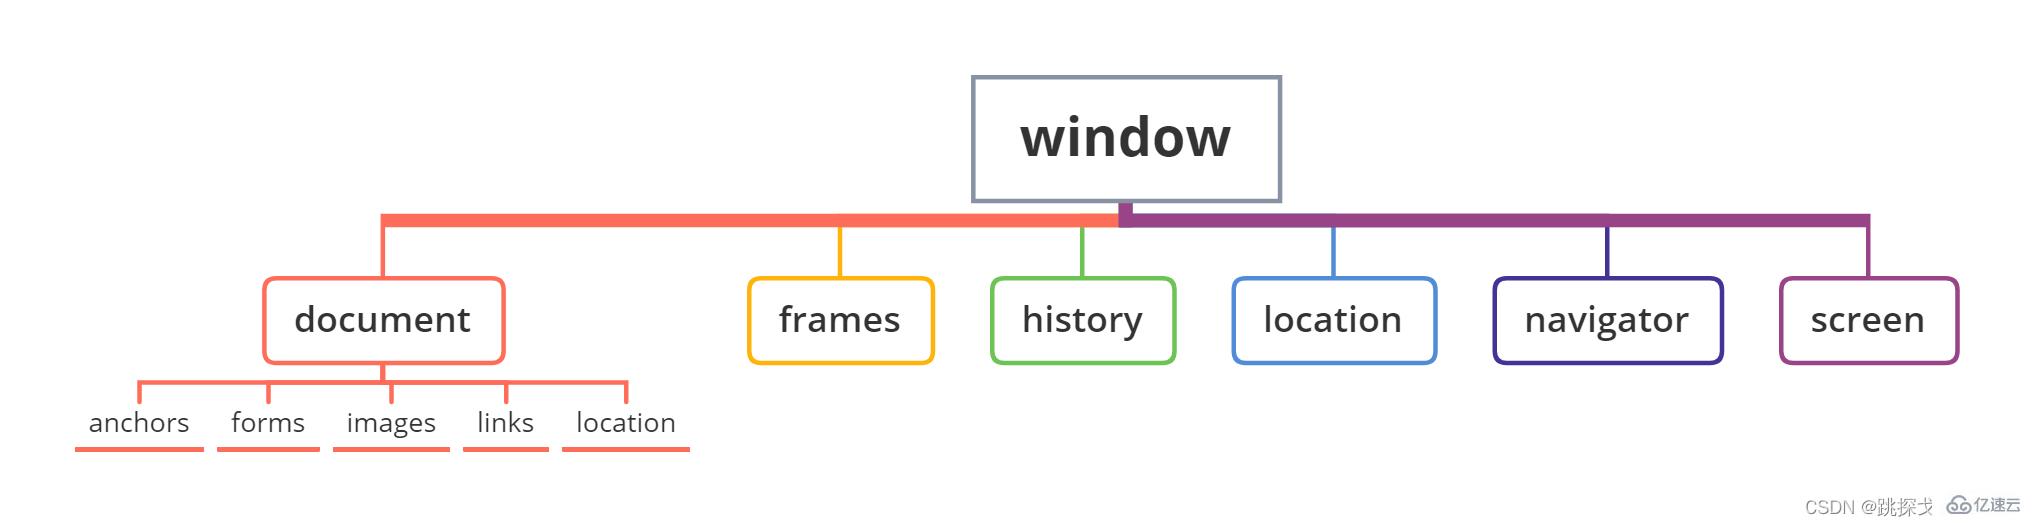 window
document
frames
history
location
navigator
screen
anchors
forms
images
links
location
CSDN @跳探戈
亿速云